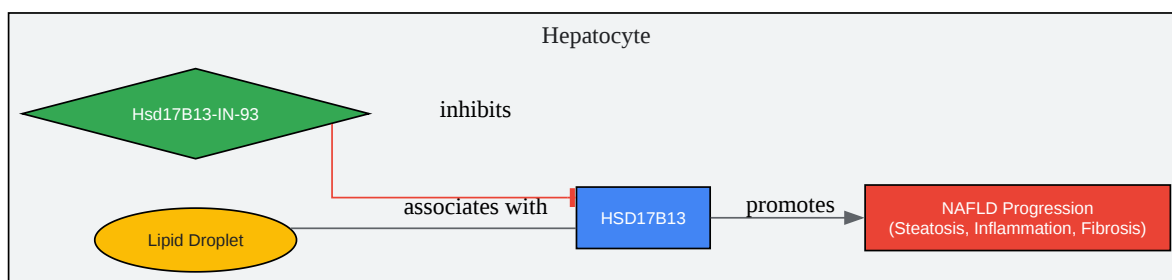 Hepatocyte
Hsd17B13-IN-93
inhibits
associates with
HSD17B13
promotes
NAFLD Progression
(Steatosis, Inflammation, Fibrosis)
Lipid Droplet